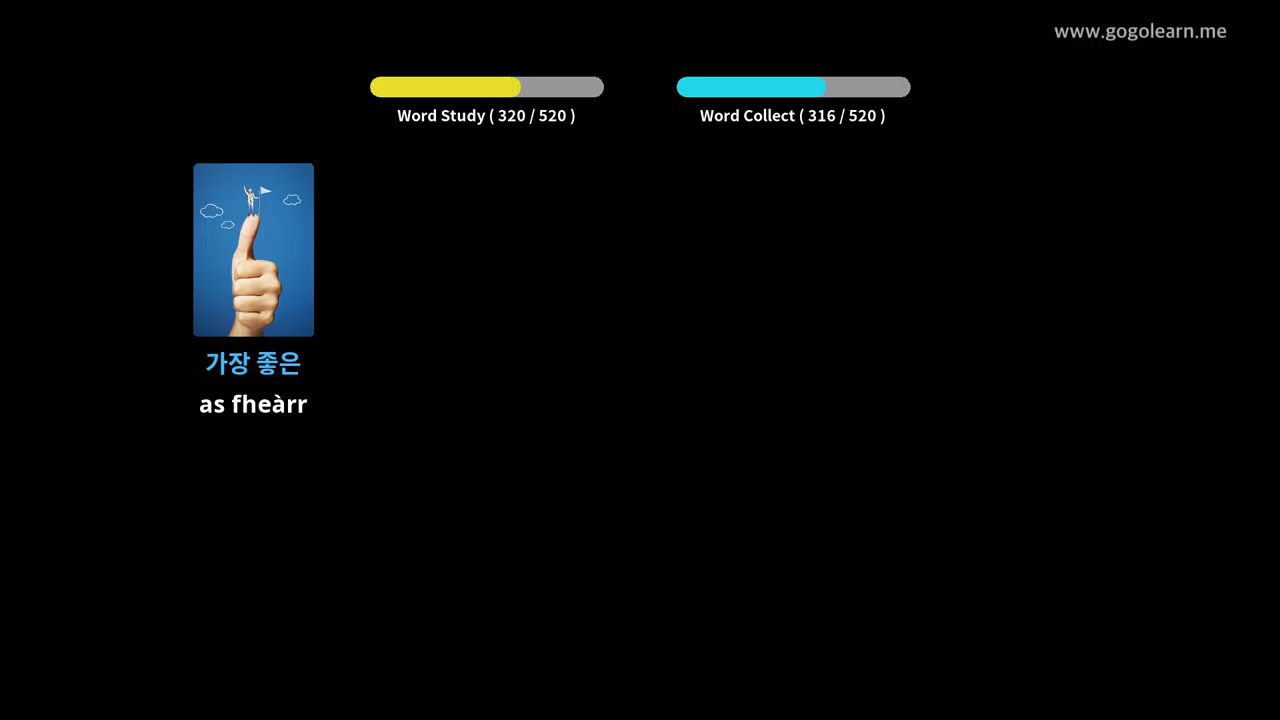 www.gogolearn.me
Word Study ( 320 / 520 )
Word Collect ( 316 / 520 )
가장 좋은
as fheàrr